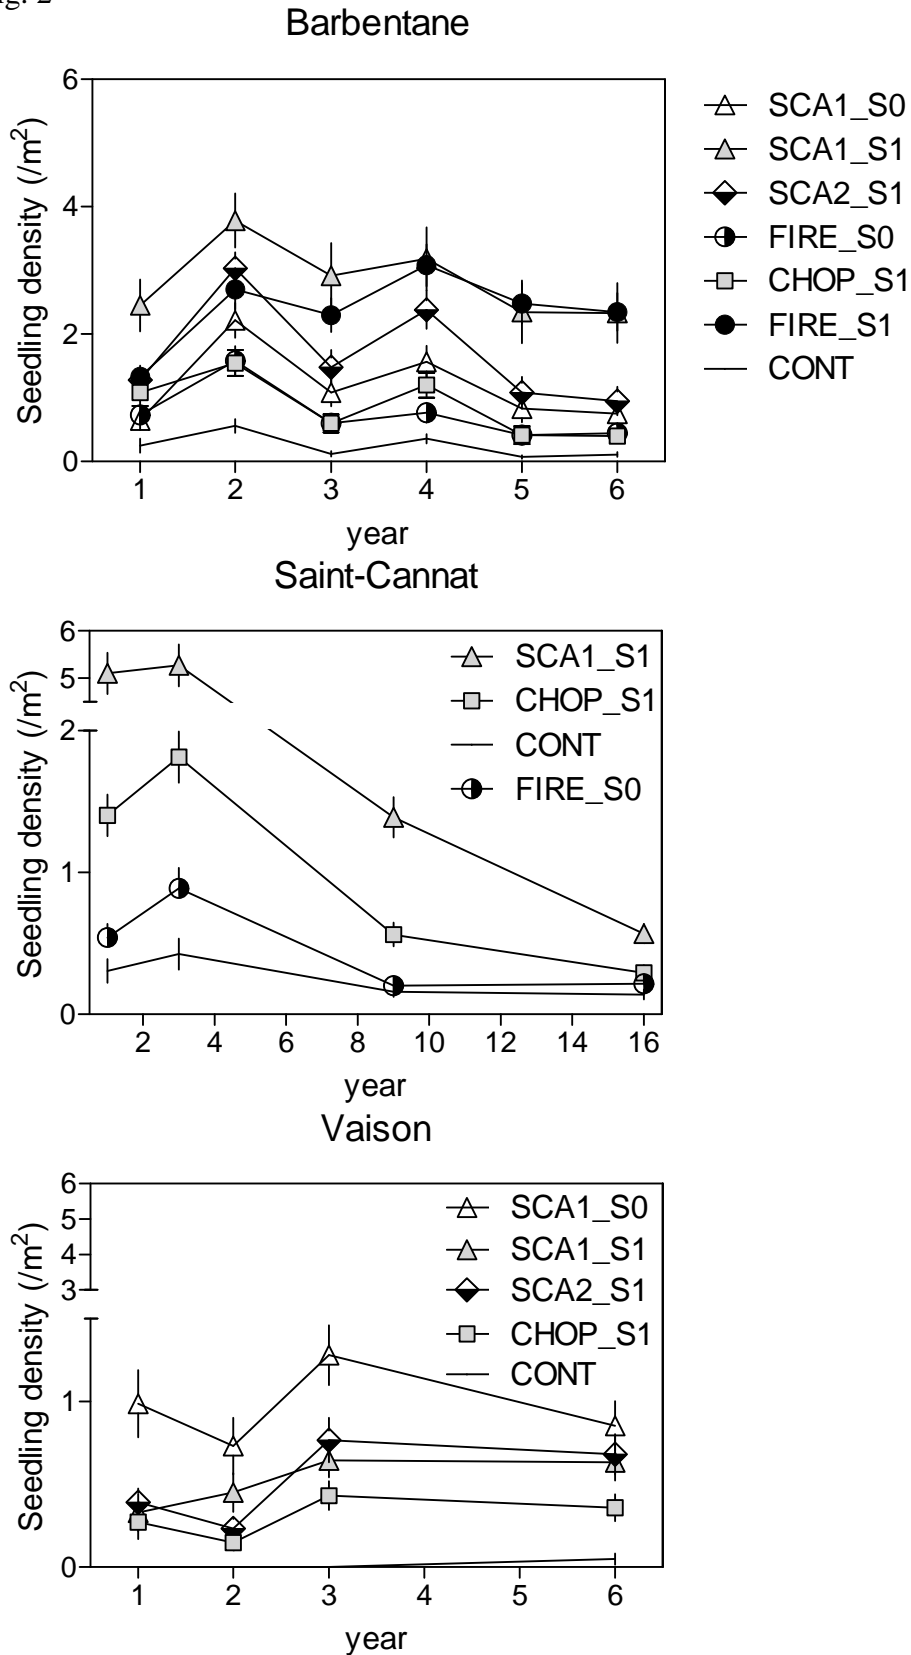 Barbentane
6
4
2
0
Seedling density (/m²)
1 2 3 4 5 6
year
SCA1_S0
SCA1_S1
SCA2_S1
FIRE_S0
CHOP_S1
FIRE_S1
CONT
Saint-Cannat
6
5
2
1
0
Seedling density (/m²)
2 4 6 8 10 12 14 16
year
SCA1_S1
CHOP_S1
CONT
FIRE_S0
Vaison
6
5
4
3
1
0
Seedling density (/m²)
1 2 3 4 5 6
year
SCA1_S0
SCA1_S1
SCA2_S1
CHOP_S1
CONT